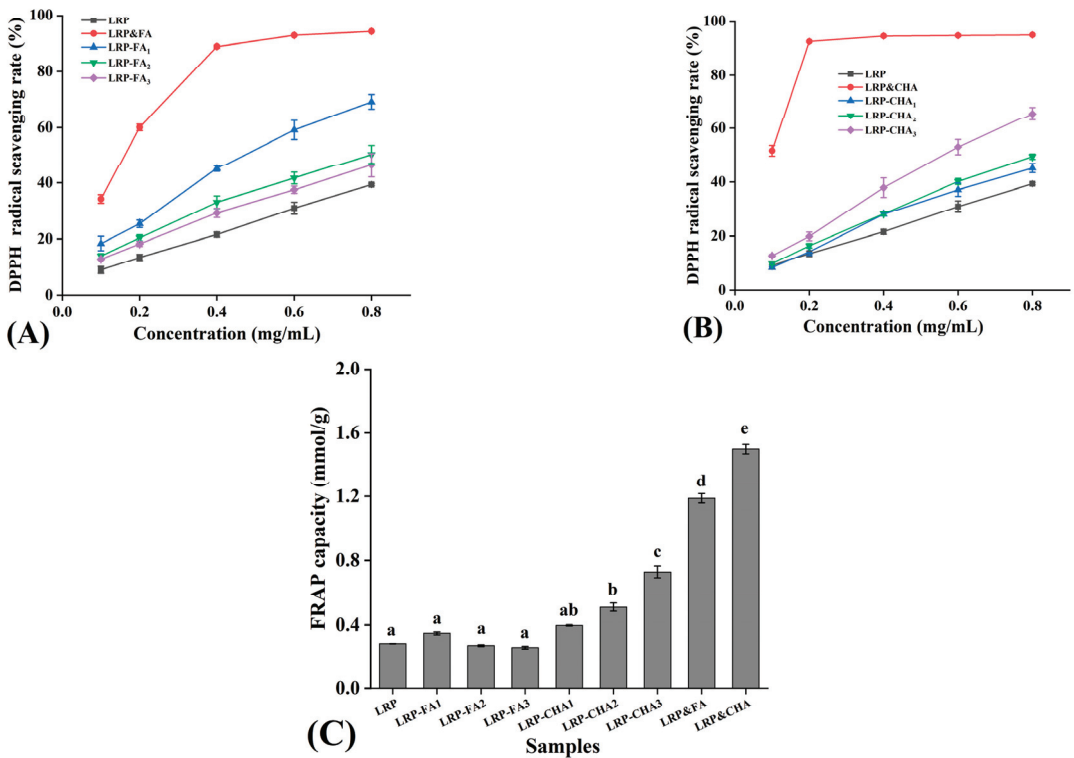 DPPH radical scavenging rate (%)
100
80
60
40
20
0
LRP
LRP&FA
LRP-FA₁
LRP-FA₂
LRP-FA₃
0.0 0.2 0.4 0.6 0.8
Concentration (mg/mL)
(A)
DPPH radical scavenging rate (%)
100
80
60
40
20
0
LRP
LRP&CHA
LRP-CHA₁
LRP-CHA₄
LRP-CHA₃
0.0 0.2 0.4 0.6 0.8
Concentration (mg/mL)
(B)
FRAP capacity (mmol/g)
2.0
1.6
1.2
0.8
0.4
0.0
a a a a ab b c d e
LRP LRP-FA1 LRP-FA2 LRP-FA3 LRP-CHA1 LRP-CHA2 LRP-CHA3 LRP&FA LRP&CHA
Samples
(C)